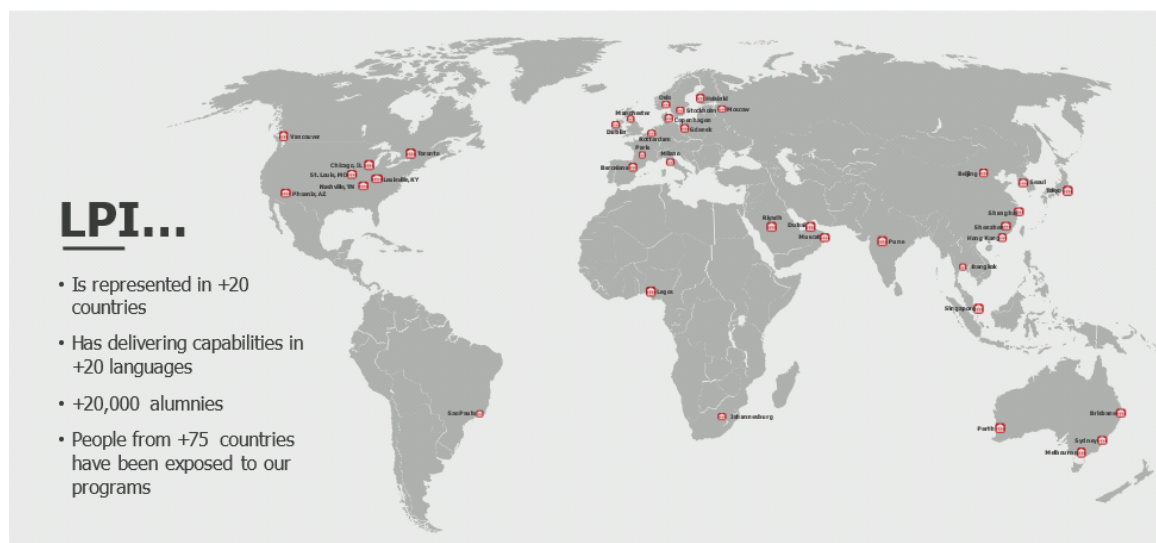 LPI...
• Is represented in +20
countries
• Has delivering capabilities in
+20 languages
• +20,000 alumnies
• People from +75 countries
have been exposed to our
programs
Vancouver
Toronto
Chicago, IL
St. Louis, MO
Louisville, KY
Nashville, TN
Phoenix, AZ
Sao Paulo
Oslo
Helsinki
Stockholm
Moscow
Manchester
Copenhagen
Dublin
Gdansk
Rotterdam
Milano
Barcelona
Riyadh
Dubai
Muscat
Lagos
Johannesburg
Pune
Beijing
Seoul
Tokyo
Shanghai
Shenzhen
Hong Kong
Bangkok
Singapore
Brisbane
Perth
Sydney
Melbourne